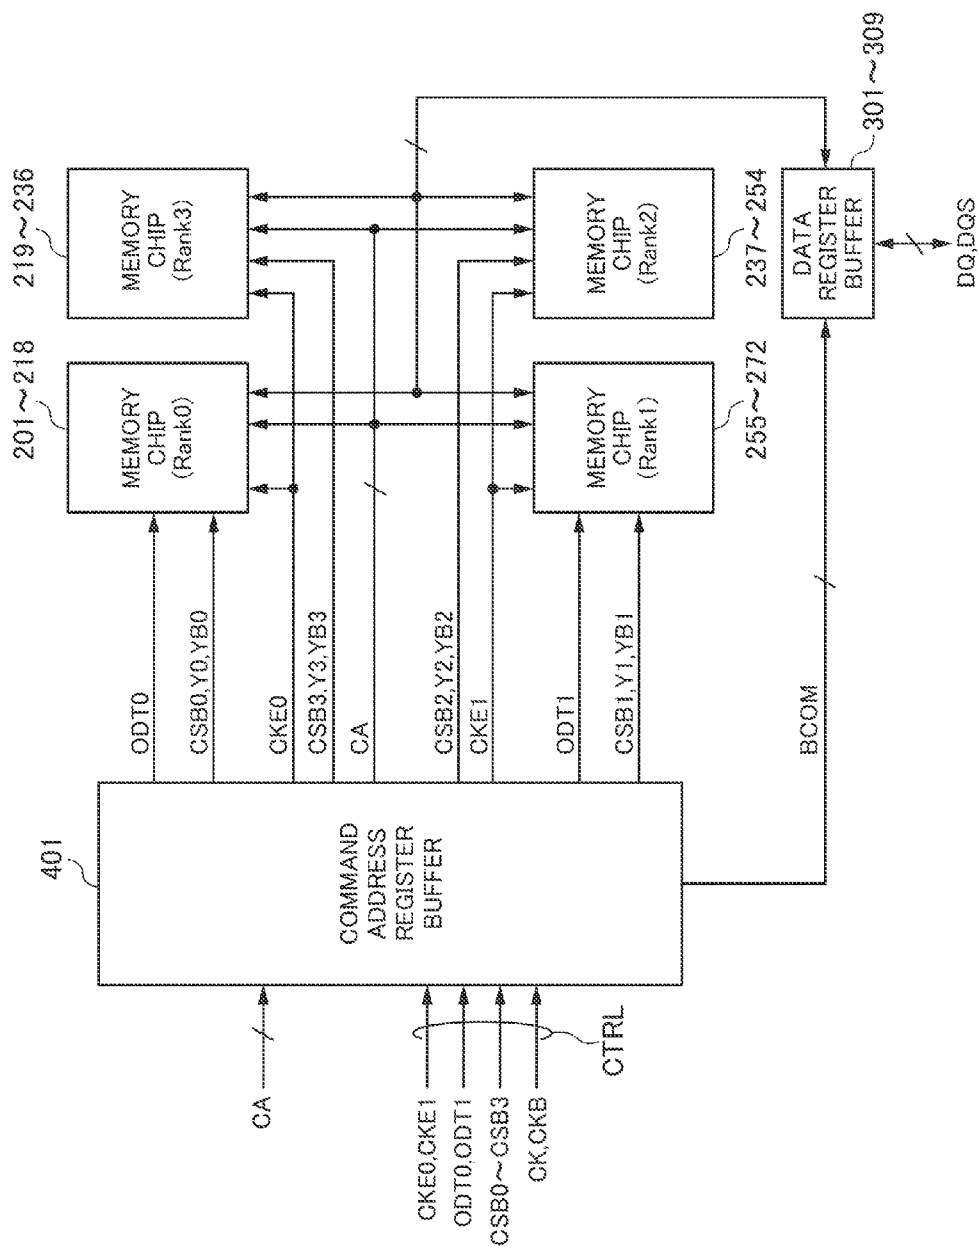 201~218
MEMORY
CHIP
(Rank0)
219~236
MEMORY
CHIP
(Rank3)
401
COMMAND
ADDRESS
REGISTER
BUFFER
CA
CKE0,CKE1
ODT0,ODT1
CSB0~CSB3
CK,CKB
CTRL
ODT0
CSB0,Y0,YB0
CKE0
CSB3,Y3,YB3
CA
CSB2,Y2,YB2
CKE1
ODT1
CSB1,Y1,YB1
BCOM
MEMORY
CHIP
(Rank1)
255~272
MEMORY
CHIP
(Rank2)
237~254
DATA
REGISTER
BUFFER
301~309
DQ,DQS